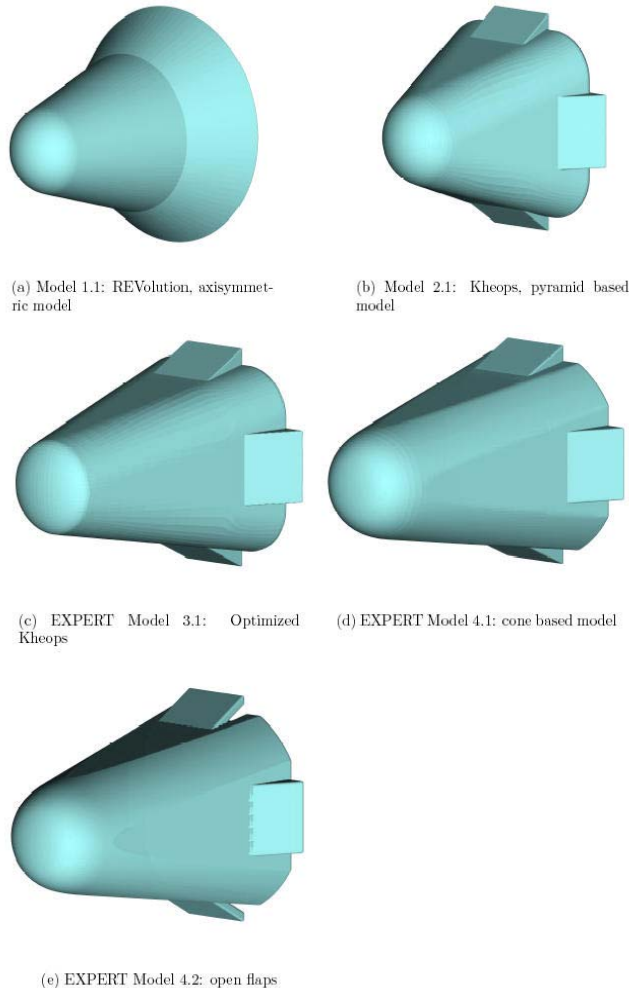 (a) Model 1.1: REVolution, axisymmet-
ric model
(b) Model 2.1: Kheops, pyramid based
model
(c) EXPERT Model 3.1: Optimized
Kheops
(d) EXPERT Model 4.1: cone based model
(e) EXPERT Model 4.2: open flaps